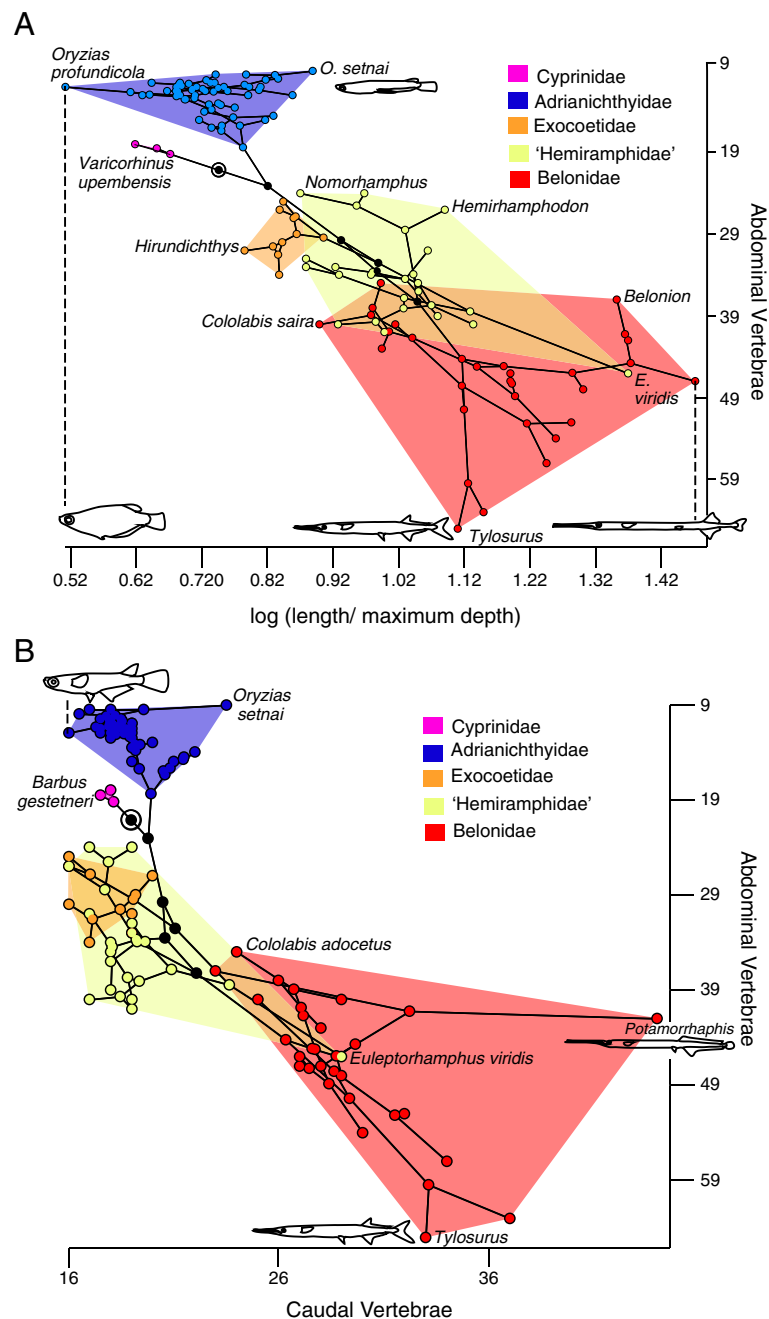 A
Oryzias
profundicola
O. setnai
Cyprinidae
Adrianichthyidae
Exocoetidae
‘Hemiramphidae’
Belonidae
Varicorhinus
upembensis
Nomorhamphus
Hemirhamphodon
Hirundichthys
Cololabis saira
Belonion
E.
viridis
Tylosurus
9
19
29
39
49
59
Abdominal Vertebrae
0.52 0.62 0.720 0.82 0.92 1.02 1.12 1.22 1.32 1.42
log (length/ maximum depth)
B
Oryzias
setnai
Cyprinidae
Adrianichthyidae
Exocoetidae
‘Hemiramphidae’
Belonidae
Barbus
gestetneri
Cololabis adocetus
Potamorrhaphis
Euleptorhamphus viridis
Tylosurus
9
19
29
39
49
59
Abdominal Vertebrae
16 26 36
Caudal Vertebrae